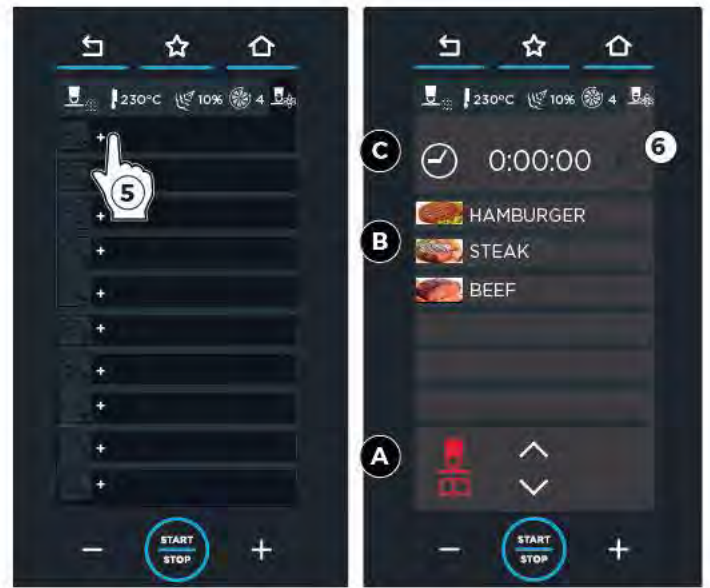 230°C 10% 4
+
5
+
+
+
+
+
+
+
+
− START STOP +
230°C 10% 4
C 0:00:00 6
HAMBURGER
B STEAK
BEEF
A
− START STOP +